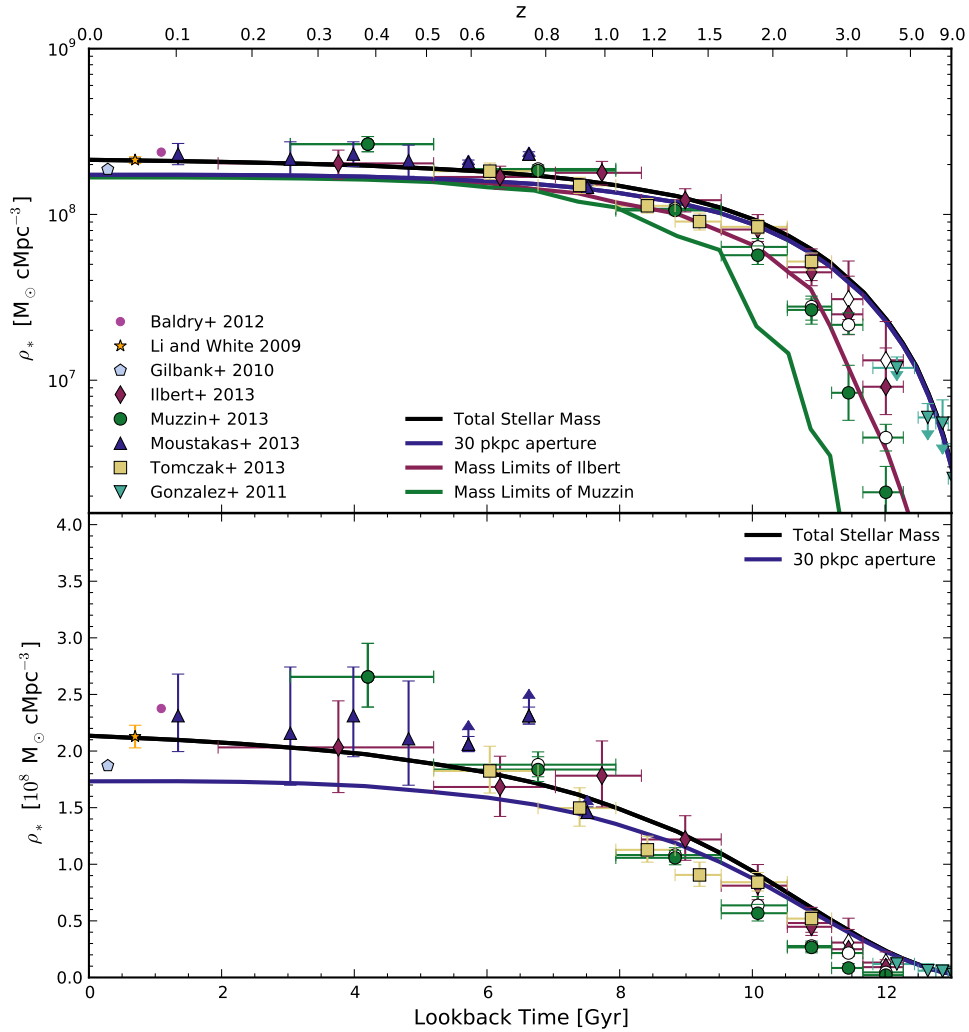 z
0.0 0.1 0.3 0.4 0.5 0.6 0.8 1.0 1.2 1.5 2.0 3.0 5.0 9.0
10⁹
10⁸
10⁷
ρ* [M⊙ cMpc⁻³]
Baldry+ 2012
Li and White 2009
Gilbank+ 2010
Ilbert+ 2013
Muzzin+ 2013
Moustakas+ 2013
Tomczak+ 2013
Gonzalez+ 2011
Total Stellar Mass
30 pkpc aperture
Mass Limits of Ilbert
Mass Limits of Muzzin
Total Stellar Mass
30 pkpc aperture
4.0
3.5
3.0
2.5
2.0
1.5
1.0
0.5
0.0
ρ* [10⁸ M⊙ cMpc⁻³]
0 2 4 6 8 10 12
Lookback Time [Gyr]